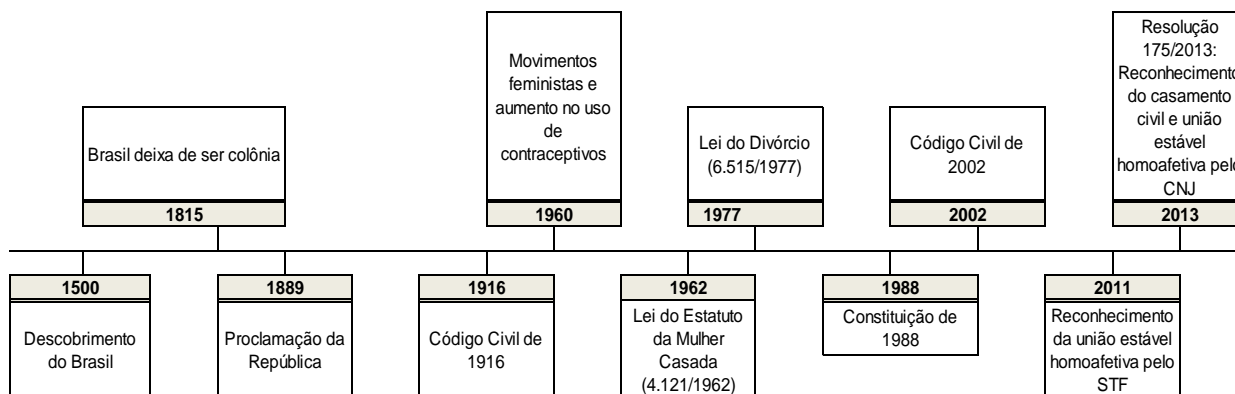 Brasil deixa de ser colônia
1815
Movimentos
feministas e
aumento no uso
de
contraceptivos
1960
Lei do Divórcio
(6.515/1977)
1977
Código Civil de
2002
2002
Resolução
175/2013:
Reconhecimento
do casamento
civil e união
estável
homoafetiva pelo
CNJ
2013
1500
Descobrimento
do Brasil
1889
Proclamação da
República
1916
Código Civil de
1916
1962
Lei do Estatuto
da Mulher
Casada
(4.121/1962)
1988
Constituição de
1988
2011
Reconhecimento
da união estável
homoafetiva pelo
STF